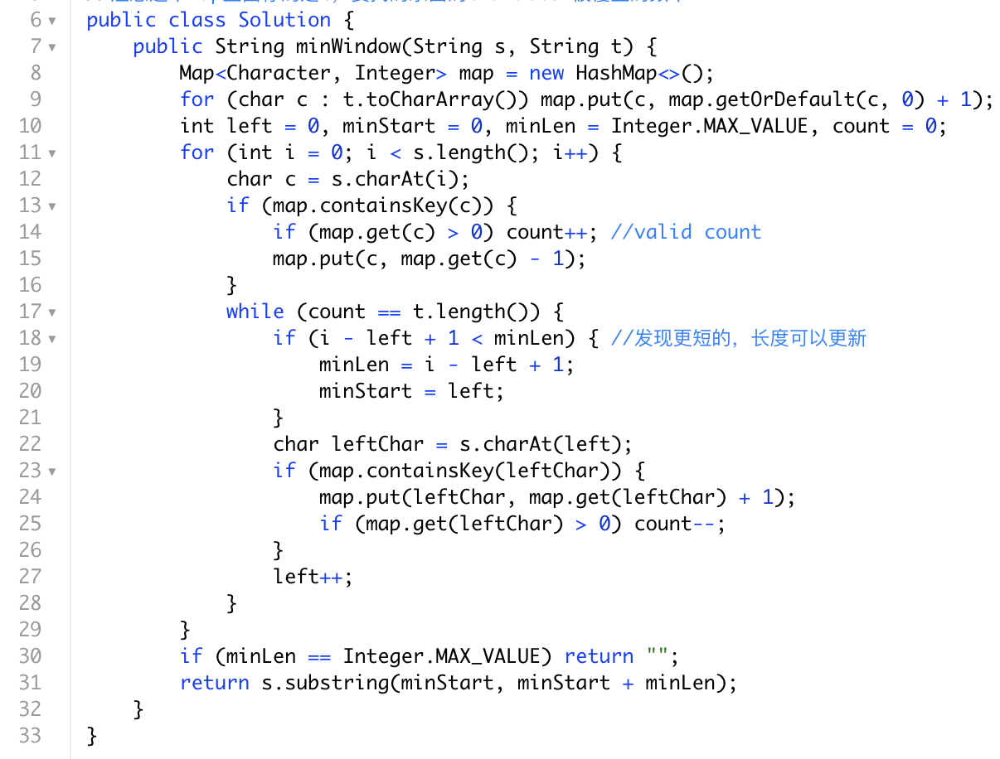 6 public class Solution {
7 public String minWindow(String s, String t) {
8 Map<Character, Integer> map = new HashMap<>();
9 for (char c : t.toCharArray()) map.put(c, map.getOrDefault(c, 0) + 1);
10 int left = 0, minStart = 0, minLen = Integer.MAX_VALUE, count = 0;
11 for (int i = 0; i < s.length(); i++) {
12 char c = s.charAt(i);
13 if (map.containsKey(c)) {
14 if (map.get(c) > 0) count++; //valid count
15 map.put(c, map.get(c) - 1);
16 }
17 while (count == t.length()) {
18 if (i - left + 1 < minLen) { //发现更短的，长度可以更新
19 minLen = i - left + 1;
20 minStart = left;
21 }
22 char leftChar = s.charAt(left);
23 if (map.containsKey(leftChar)) {
24 map.put(leftChar, map.get(leftChar) + 1);
25 if (map.get(leftChar) > 0) count--;
26 }
27 left++;
28 }
29 }
30 if (minLen == Integer.MAX_VALUE) return "";
31 return s.substring(minStart, minStart + minLen);
32 }
33 }